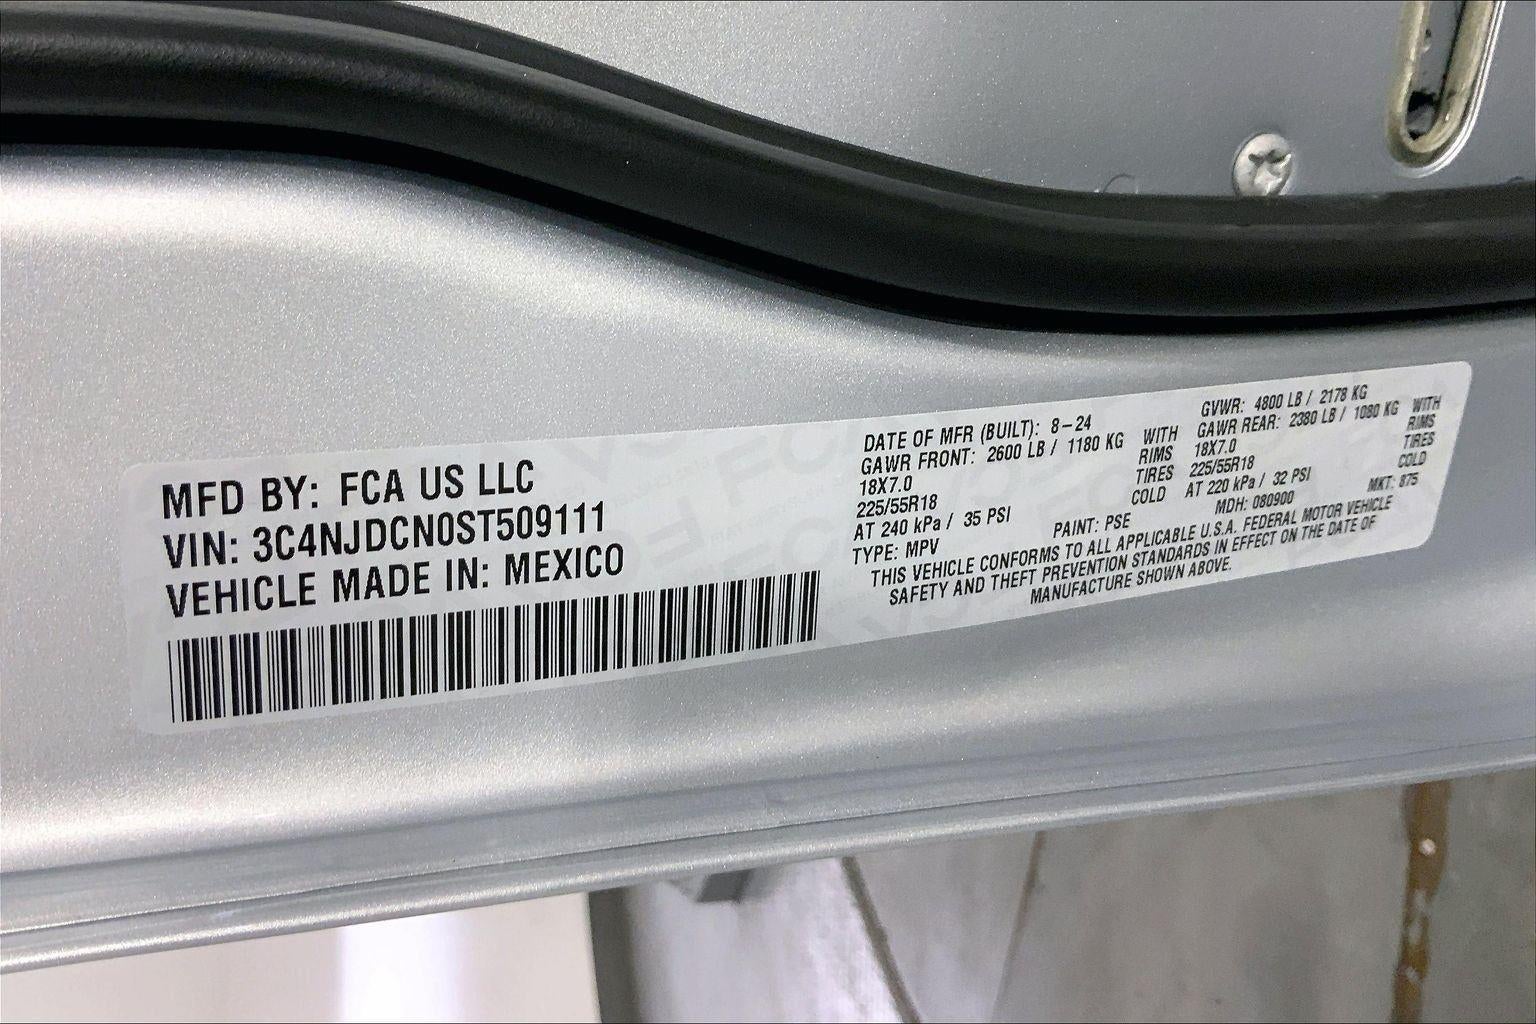 MFD BY: FCA US LLC
VIN: 3C4NJDCN0ST509111
VEHICLE MADE IN: MEXICO
DATE OF MFR (BUILT): 8-24 GVWR: 4800 LB / 2178 KG
GAWR FRONT: 2600 LB / 1180 KG WITH GAWR REAR: 2380 LB / 1080 KG WITH
18X7.0 RIMS 18X7.0 RIMS
225/55R18 TIRES 225/55R18 TIRES
AT 240 kPa / 35 PSI COLD AT 220 kPa / 32 PSI COLD
TYPE: MPV PAINT: PSE MDH: 080900 MKT: 875
THIS VEHICLE CONFORMS TO ALL APPLICABLE U.S.A. FEDERAL MOTOR VEHICLE
SAFETY AND THEFT PREVENTION STANDARDS IN EFFECT ON THE DATE OF
MANUFACTURE SHOWN ABOVE.